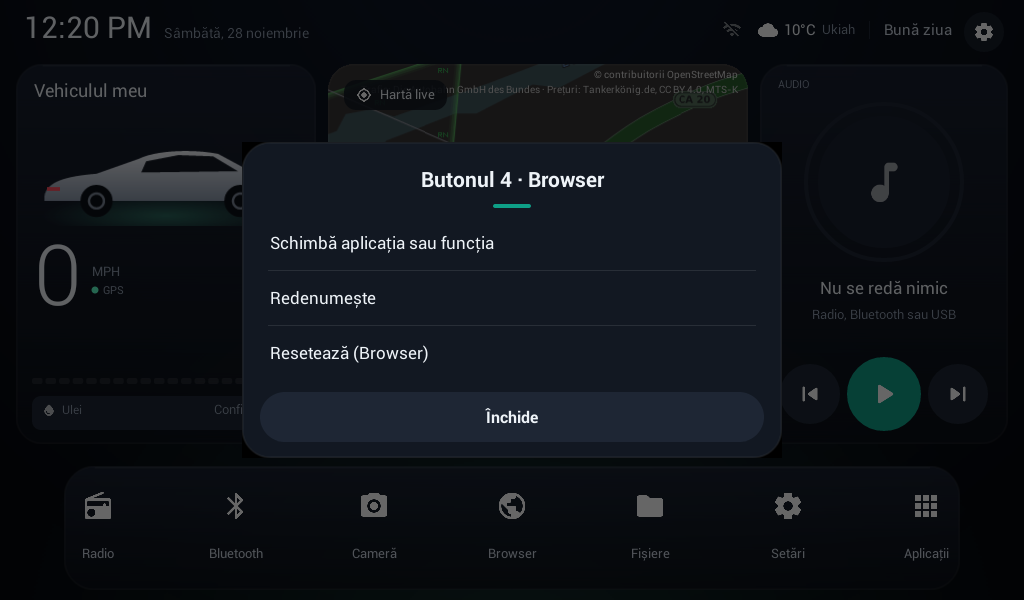 12:20 PM
Sâmbătă, 28 noiembrie
10°C Ukiah
Bună ziua
Vehiculul meu
© contribuitorii OpenStreetMap
Hartă live
nn GmbH des Bundes · Prețuri: Tankerkönig.de, CC BY 4.0, MTS-K
CA 20
AUDIO
Butonul 4 · Browser
Schimbă aplicația sau funcția
Redenumește
Resetează (Browser)
Închide
0
MPH
GPS
Ulei
Confi
Nu se redă nimic
Radio, Bluetooth sau USB
Radio
Bluetooth
Cameră
Browser
Fișiere
Setări
Aplicații